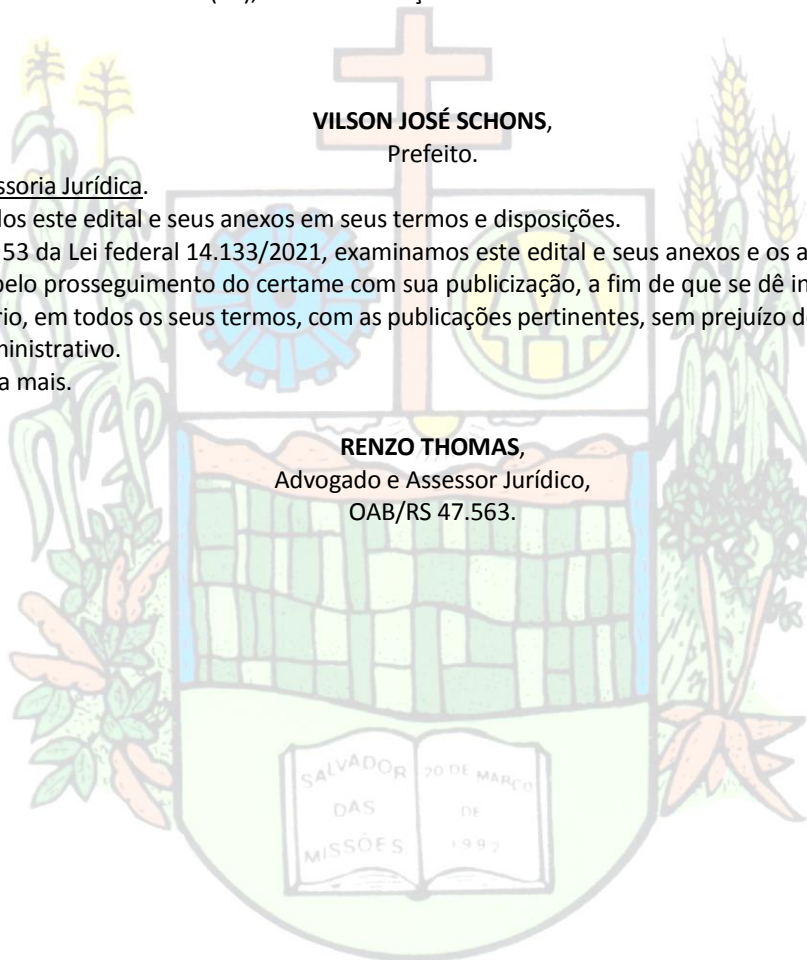 VILSON JOSÉ SCHONS,
Prefeito.
ssoria Jurídica.
dos este edital e seus anexos em seus termos e disposições.
53 da Lei federal 14.133/2021, examinamos este edital e seus anexos e os a
pelo prosseguimento do certame com sua publicização, a fim de que se dê in
rio, em todos os seus termos, com as publicações pertinentes, sem prejuízo d
ministrativo.
a mais.
RENZO THOMAS,
Advogado e Assessor Jurídico,
OAB/RS 47.563.
SALVADOR
DAS
MISSÕES
20 DE MARÇO
DE
1992